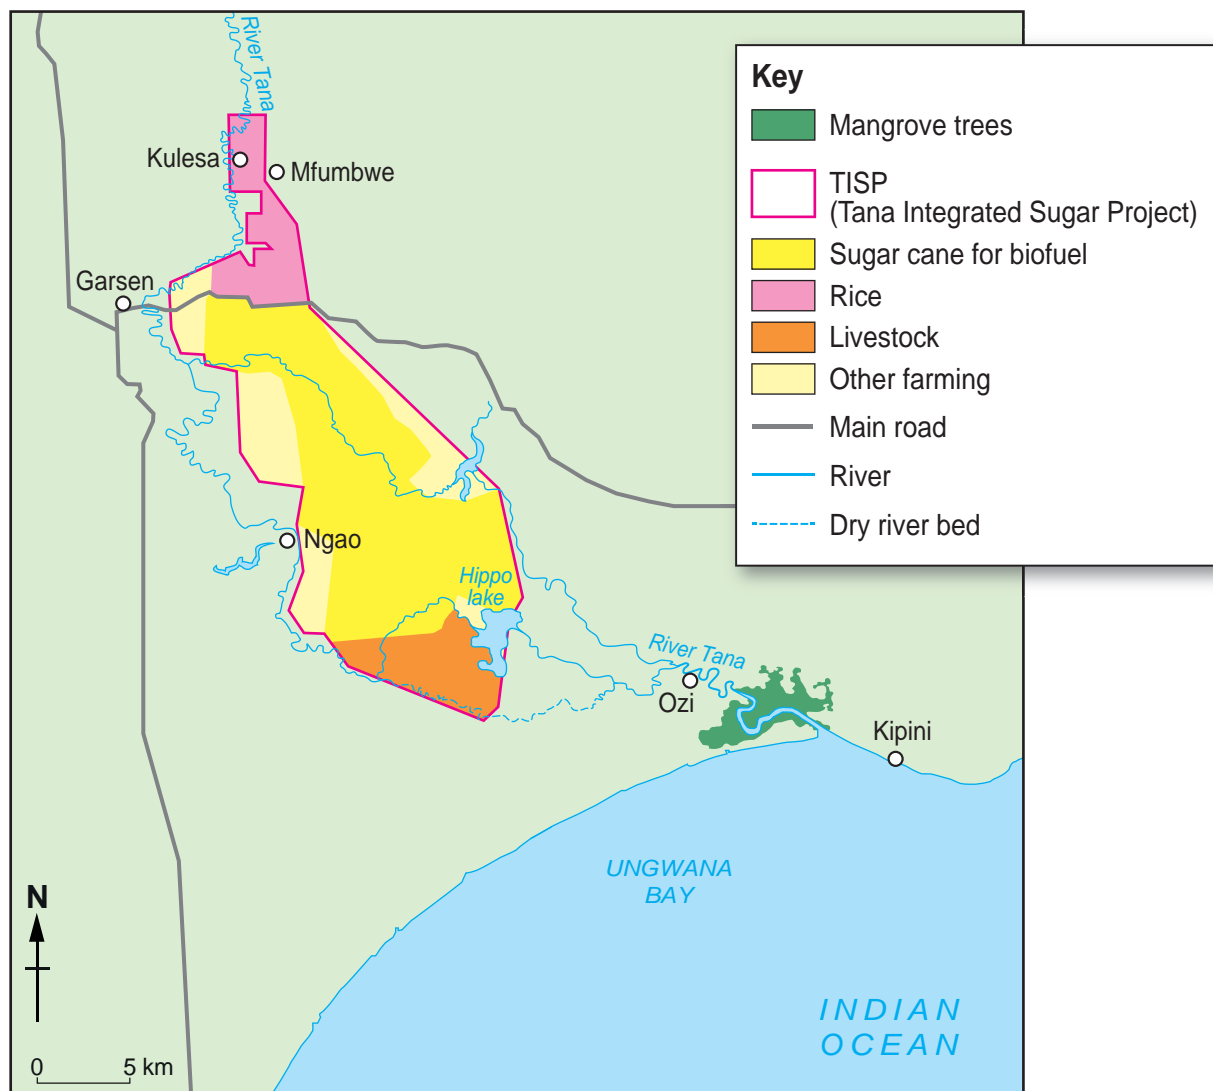 River Tana
Kulesa
Mfumbwe
Garsen
Ngao
Hippo
lake
River Tana
Ozi
Kipini
UNGWANA
BAY
INDIAN
OCEAN
N
0 5 km
Key
Mangrove trees
TISP
(Tana Integrated Sugar Project)
Sugar cane for biofuel
Rice
Livestock
Other farming
Main road
River
Dry river bed